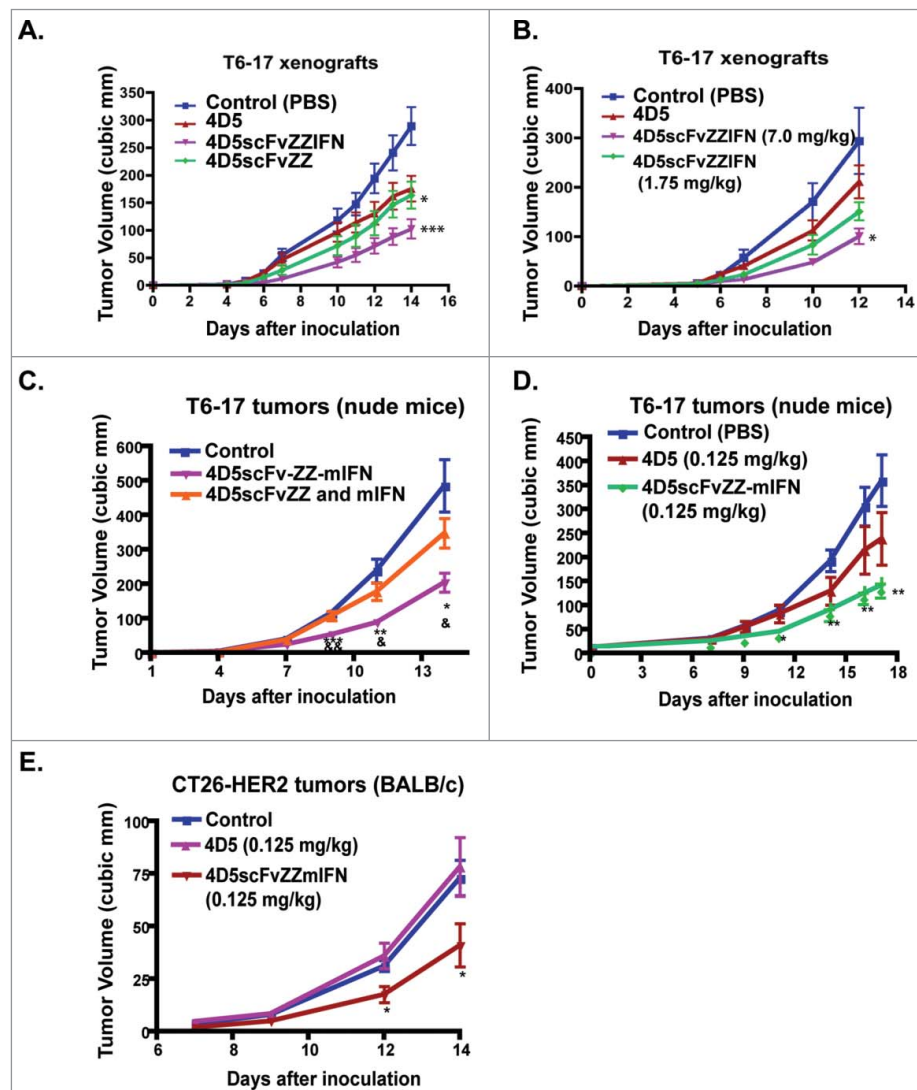 A.
T6-17 xenografts
Tumor Volume (cubic mm)
350
300
250
200
150
100
50
0
Control (PBS)
4D5
4D5scFvZZIFN
4D5scFvZZ
*
***
0 2 4 6 8 10 12 14 16
Days after inoculation
B.
T6-17 xenografts
Tumor Volume (cubic mm)
400
300
200
100
0
Control (PBS)
4D5
4D5scFvZZIFN (7.0 mg/kg)
4D5scFvZZIFN
(1.75 mg/kg)
*
0 2 4 6 8 10 12 14
Days after inoculation
C.
T6-17 tumors (nude mice)
Tumor Volume (cubic mm)
600
500
400
300
200
100
0
Control
4D5scFv-ZZ-mIFN
4D5scFvZZ and mIFN
***
&&
**
&
*
&
1 4 7 10 13
Days after inoculation
D.
T6-17 tumors (nude mice)
Tumor Volume (cubic mm)
450
400
350
300
250
200
150
100
50
0
Control (PBS)
4D5 (0.125 mg/kg)
4D5scFvZZ-mIFN
(0.125 mg/kg)
*
**
**
**
0 3 6 9 12 15 18
Days after inoculation
E.
CT26-HER2 tumors (BALB/c)
Tumor Volume (cubic mm)
100
75
50
25
0
Control
4D5 (0.125 mg/kg)
4D5scFvZZmIFN
(0.125 mg/kg)
*
*
6 8 10 12 14
Days after inoculation